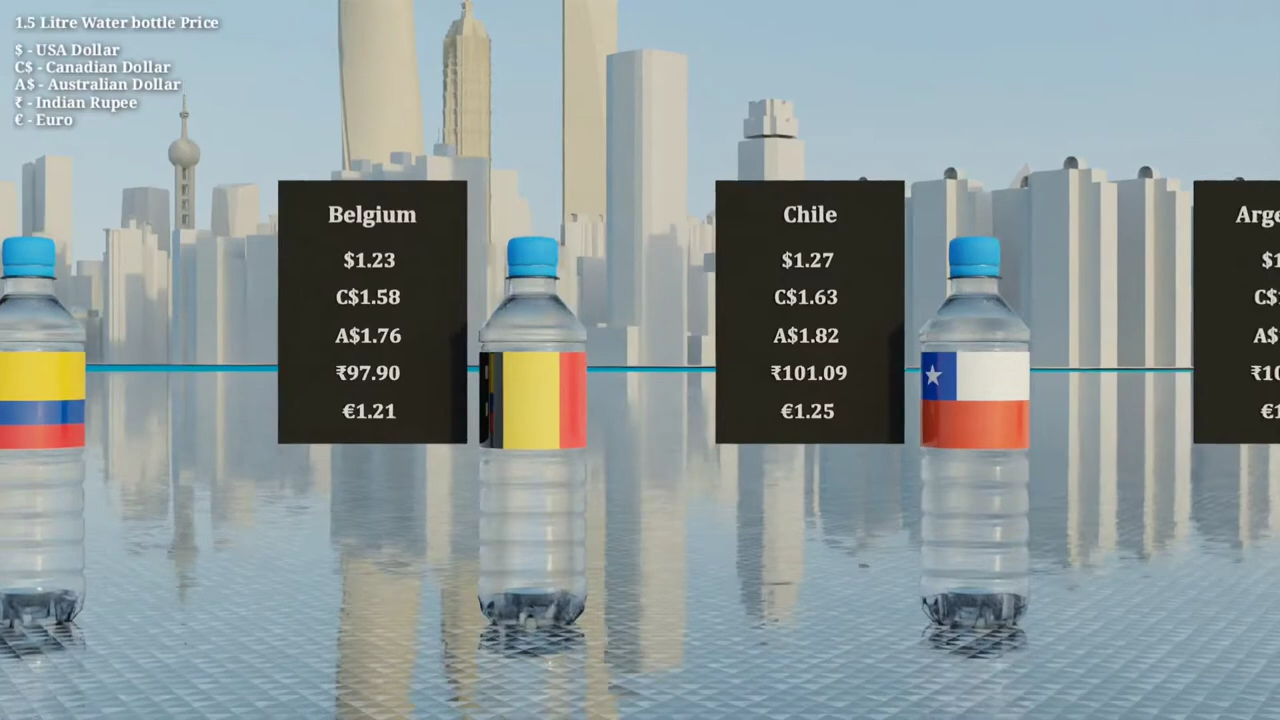 1.5 Litre Water bottle Price
$ - USA Dollar
C$ - Canadian Dollar
A$ - Australian Dollar
₹ - Indian Rupee
€ - Euro
Belgium
$1.23
C$1.58
A$1.76
₹97.90
€1.21
Chile
$1.27
C$1.63
A$1.82
₹101.09
€1.25